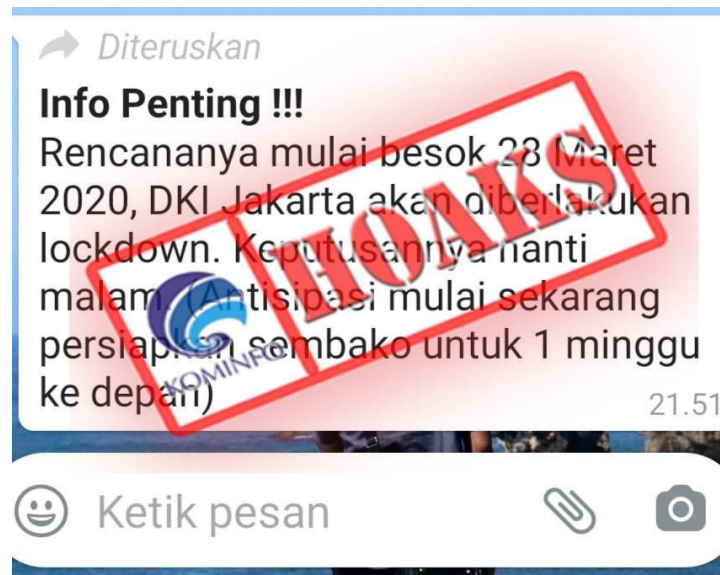 Diteruskan
Info Penting !!!
Rencananya mulai besok 28 Maret
2020, DKI Jakarta akan diberlakukan
lockdown. Keputusannya nanti
malam. (Antisipasi mulai sekarang
persiapkan sembako untuk 1 minggu
ke depan)
21.51
HOAKS
KOMINFO
Ketik pesan